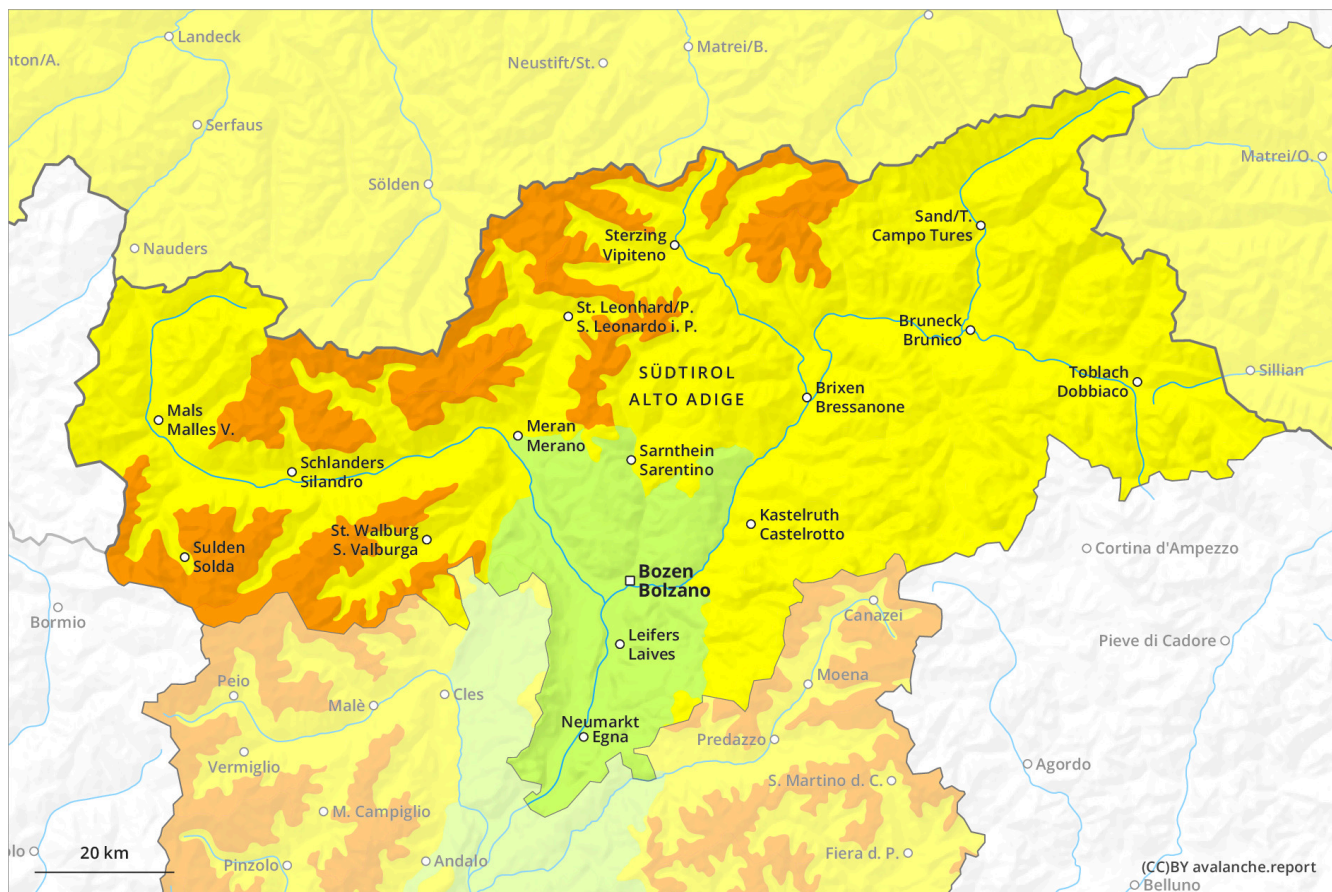 Landeck
nton/A.
Neustift/St.
Matrei/B.
Serfaus
Matrei/O.
Sölden
Nauders
Sand/T.
Campo Tures
Sterzing
Vipiteno
St. Leonhard/P.
S. Leonardo i. P.
Bruneck
Brunico
SÜDTIROL
ALTO ADIGE
Toblach
Dobbiaco
Sillian
Brixen
Bressanone
Mals
Malles V.
Meran
Merano
Sarnthein
Sarentino
Schlanders
Silandro
Kastelruth
Castelrotto
St. Walburg
S. Valburga
Sulden
Solda
Cortina d'Ampezzo
Bozen
Bolzano
Bormio
Canazei
Leifers
Laives
Pieve di Cadore
Peio
Moena
Malè
Cles
Neumarkt
Egna
Predazzo
Vermiglio
Agordo
S. Martino d. C.
M. Campiglio
20 km
olo
Pinzolo
Andalo
Fiera d. P.
(CC)BY avalanche.report
Belluno